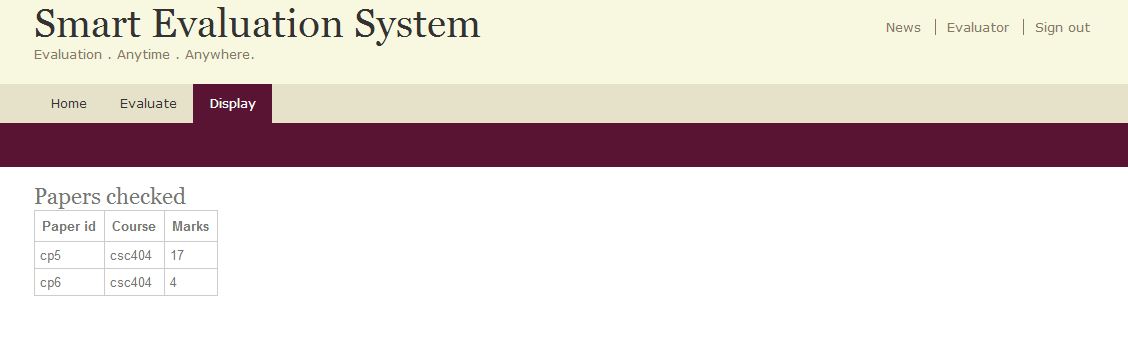 Smart Evaluation System
Evaluation . Anytime . Anywhere.
News Evaluator Sign out
Home Evaluate Display
Papers checked
Paper id Course Marks
cp5 csc404 17
cp6 csc404 4